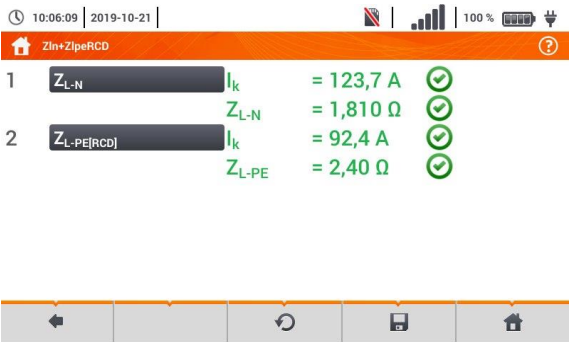 10:06:09 2019-10-21 100 %
Zln+ZlpeRCD ?
1 ZL-N Ik = 123,7 A
ZL-N = 1,810 Ω
2 ZL-PE[RCD] Ik = 92,4 A
ZL-PE = 2,40 Ω